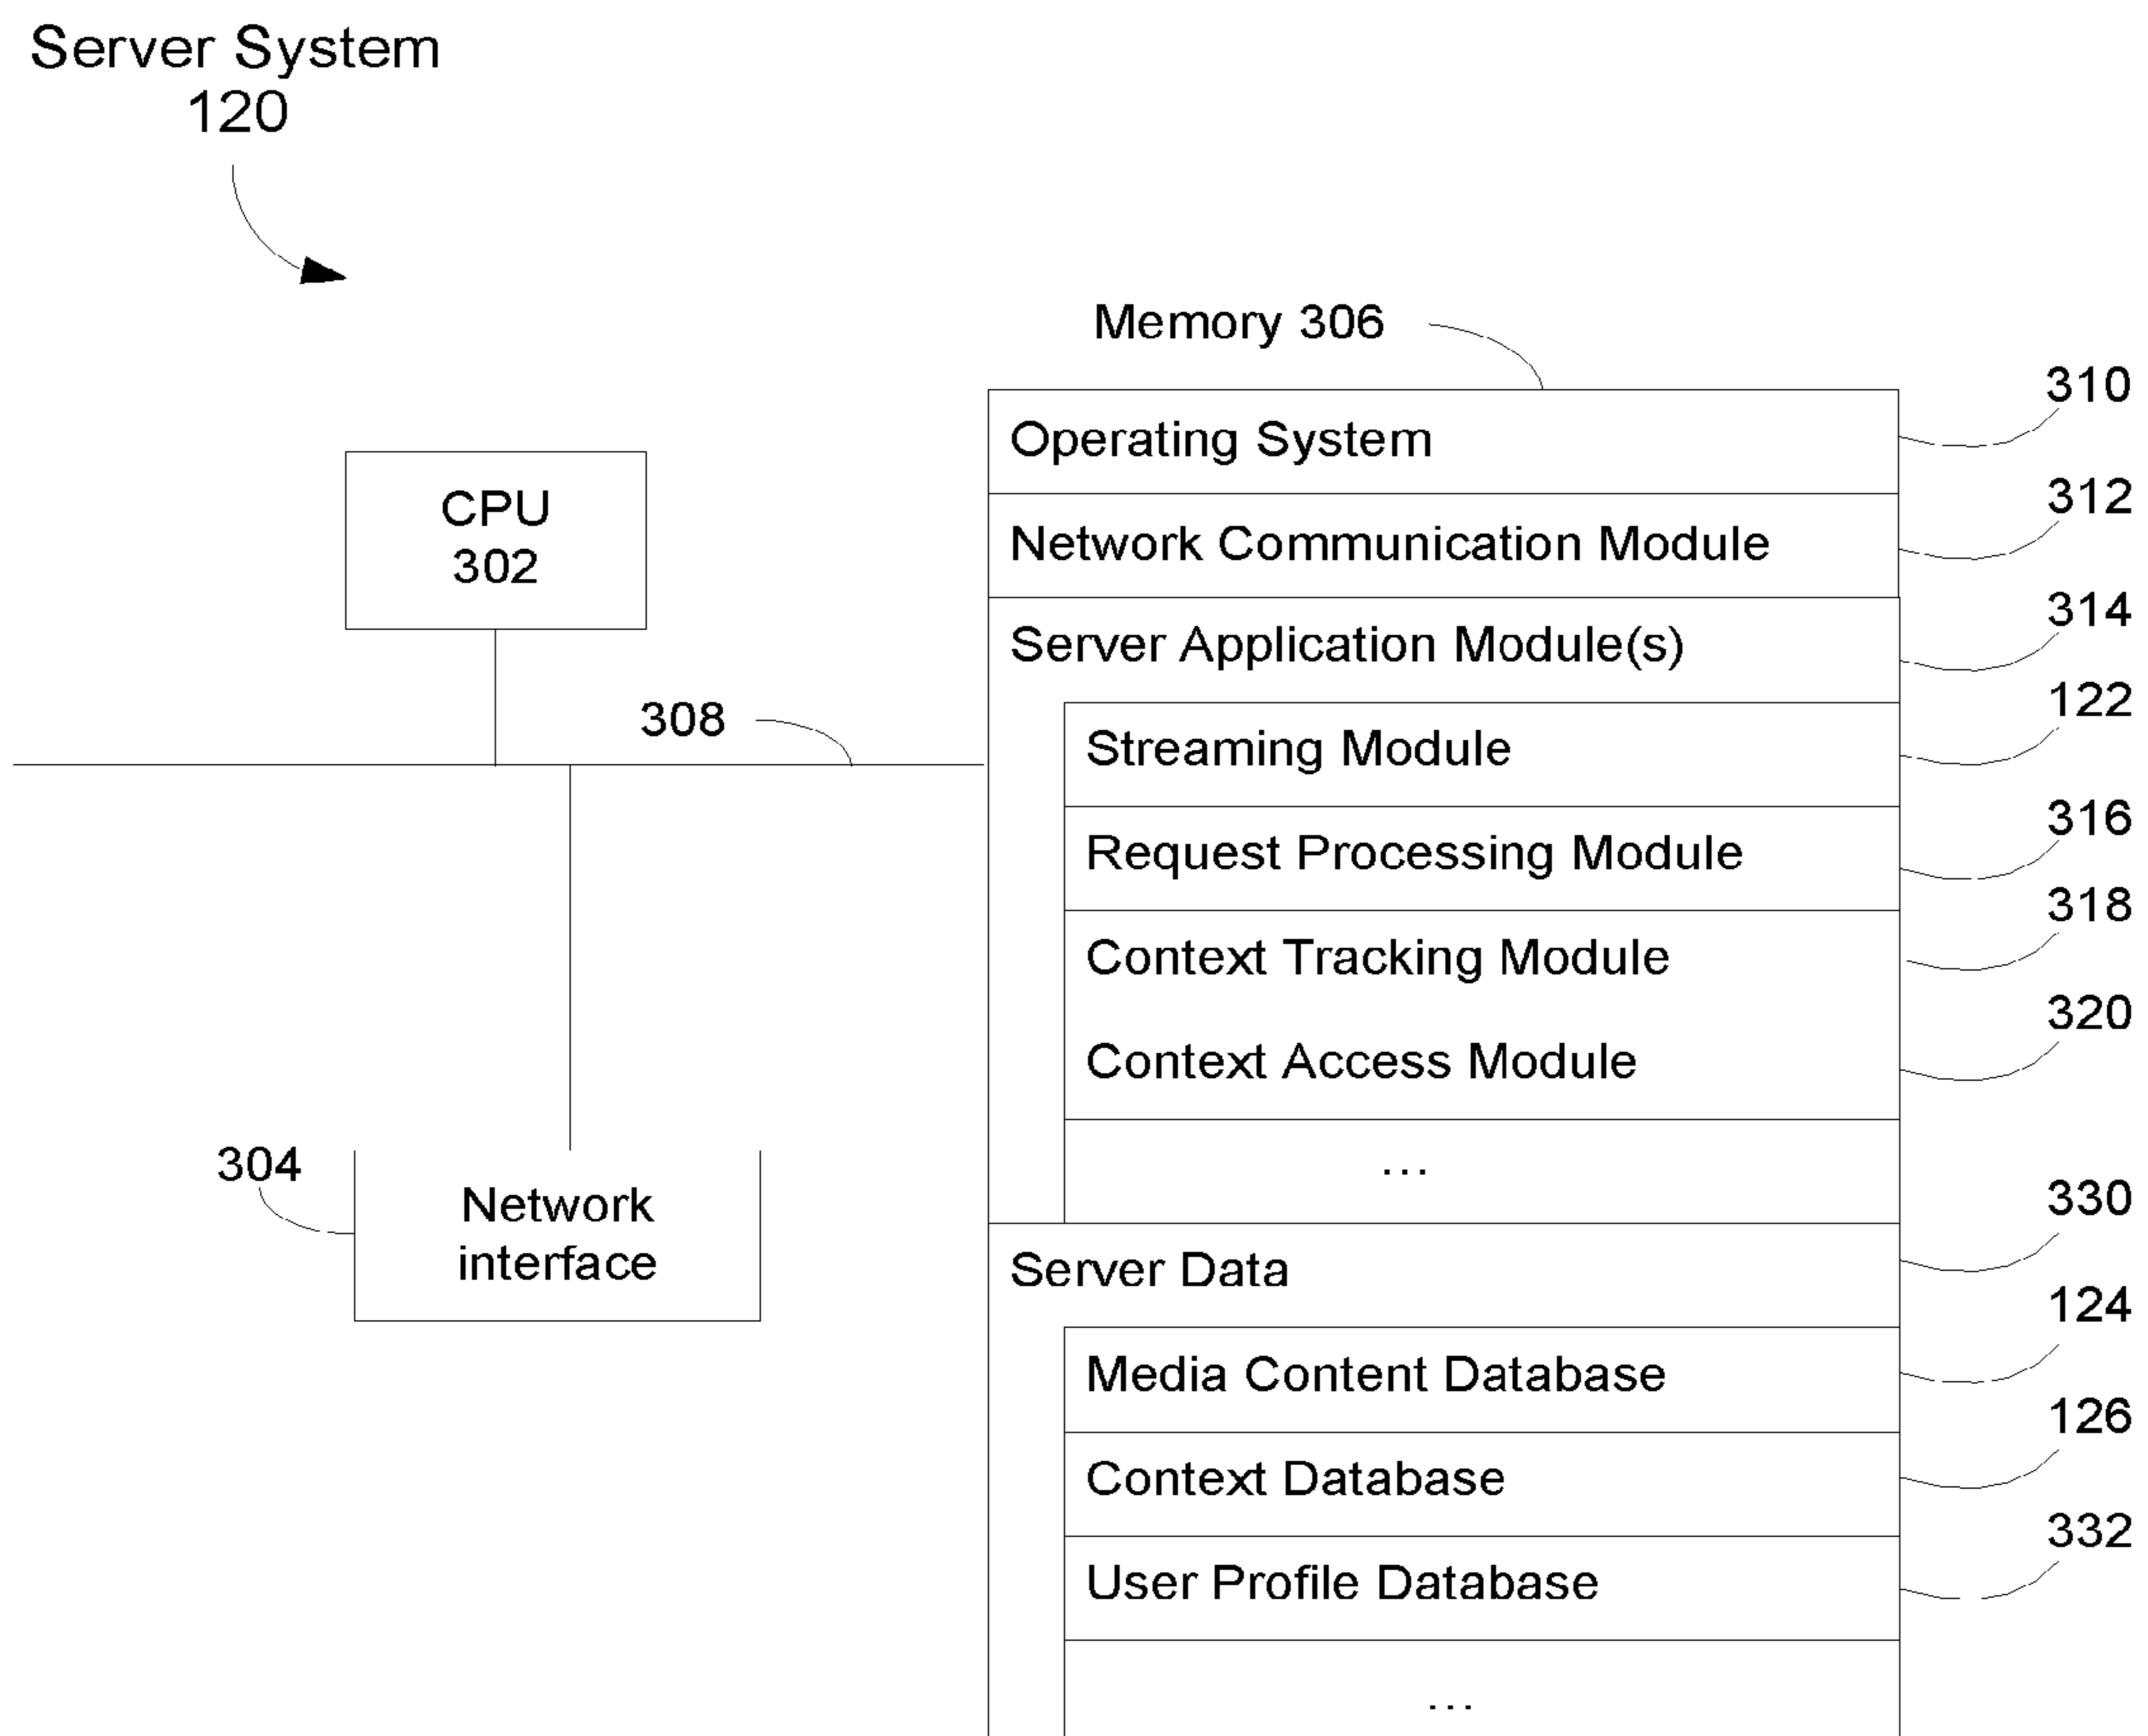 Server System
120
Memory 306
310
Operating System
CPU
302
312
Network Communication Module
314
Server Application Module(s)
308
122
Streaming Module
316
Request Processing Module
318
Context Tracking Module
320
Context Access Module
...
304
Network
interface
330
Server Data
124
Media Content Database
126
Context Database
332
User Profile Database
...